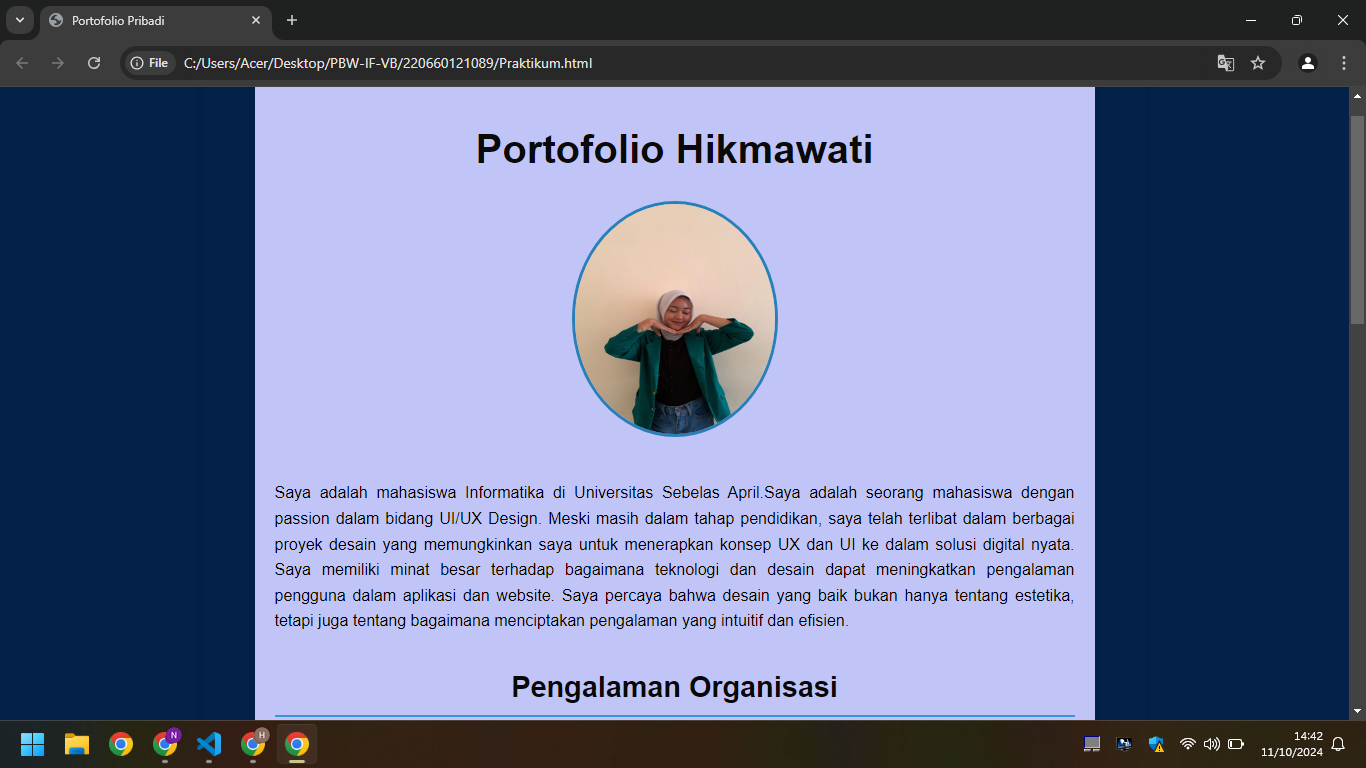 Portofolio Pribadi
File
C:/Users/Acer/Desktop/PBW-IF-VB/220660121089/Praktikum.html
Portofolio Hikmawati
Saya adalah mahasiswa Informatika di Universitas Sebelas April.Saya adalah seorang mahasiswa dengan
passion dalam bidang UI/UX Design. Meski masih dalam tahap pendidikan, saya telah terlibat dalam berbagai
proyek desain yang memungkinkan saya untuk menerapkan konsep UX dan UI ke dalam solusi digital nyata.
Saya memiliki minat besar terhadap bagaimana teknologi dan desain dapat meningkatkan pengalaman
pengguna dalam aplikasi dan website. Saya percaya bahwa desain yang baik bukan hanya tentang estetika,
tetapi juga tentang bagaimana menciptakan pengalaman yang intuitif dan efisien.
Pengalaman Organisasi
N
H
14:42
11/10/2024